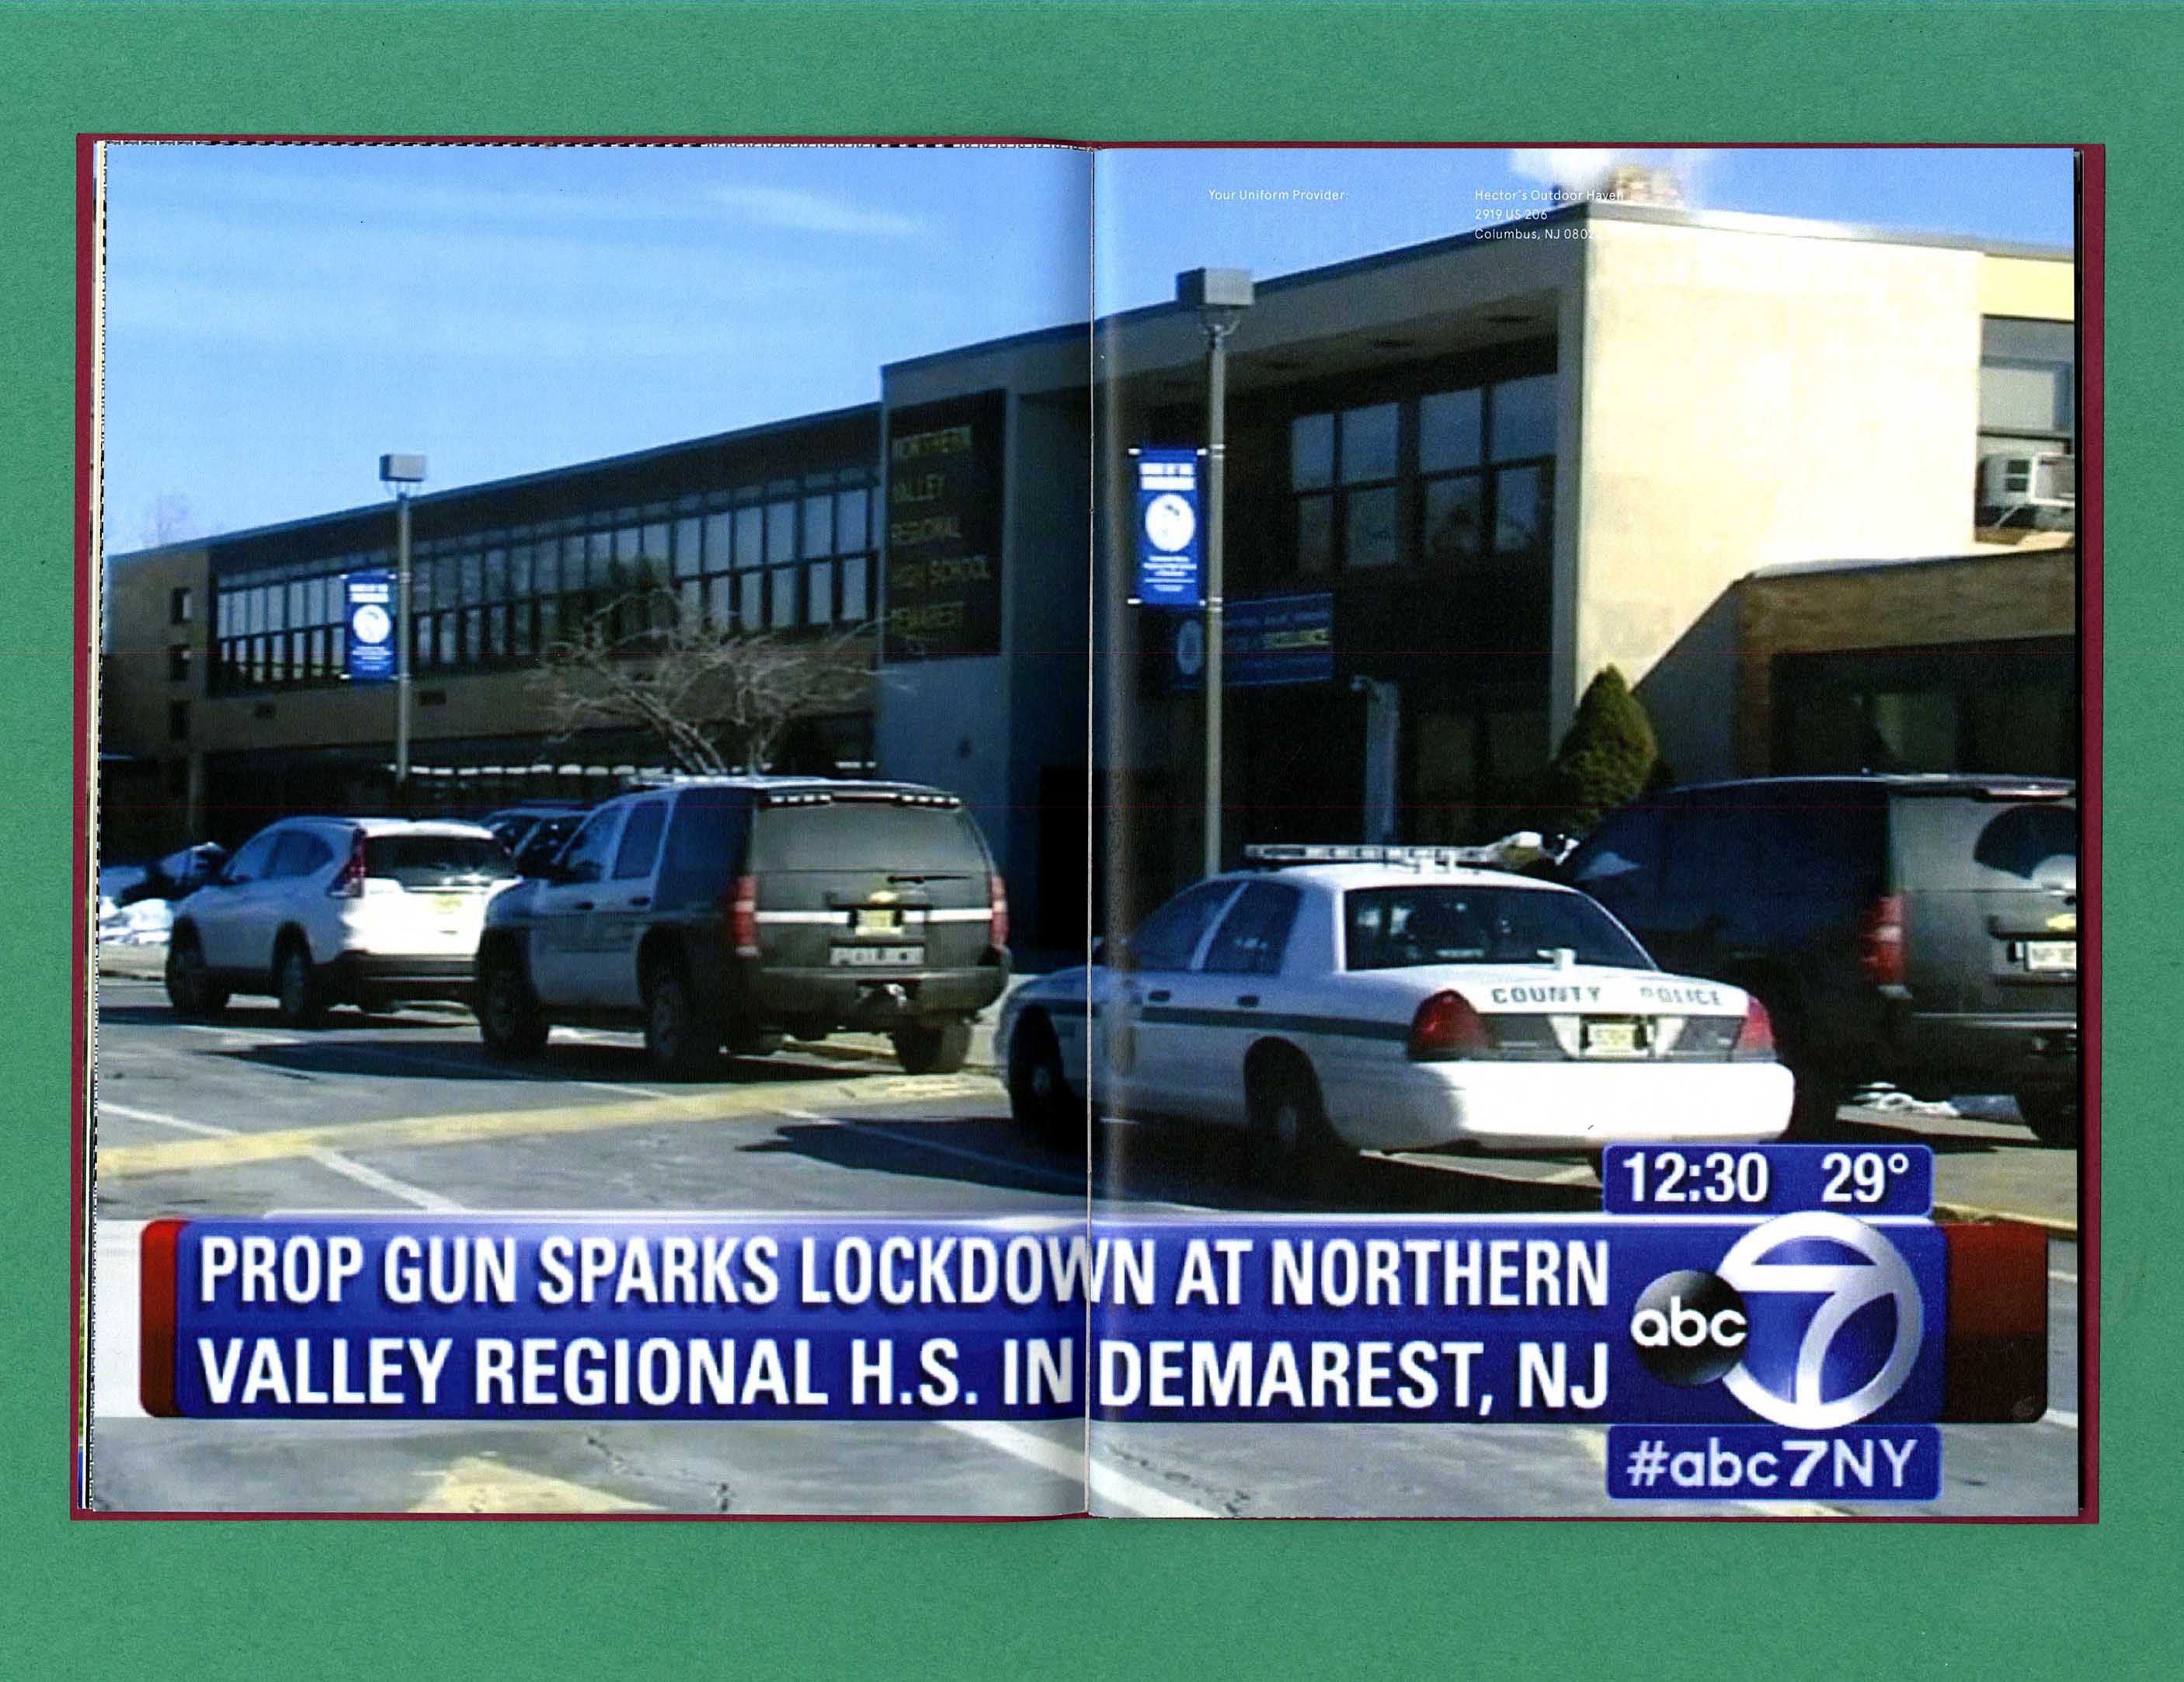 Your Uniform Provider:
Hector's Outdoor Haven
2919 US 206
Columbus, NJ
NORTHERN
VALLEY
REGIONAL
HIGH SCHOOL
DEMAREST
EXCELLENCE
COUNTY POLICE
12:30 29°
PROP GUN SPARKS LOCKDOWN AT NORTHERN
VALLEY REGIONAL H.S. IN DEMAREST, NJ
abc 7
#abc7NY